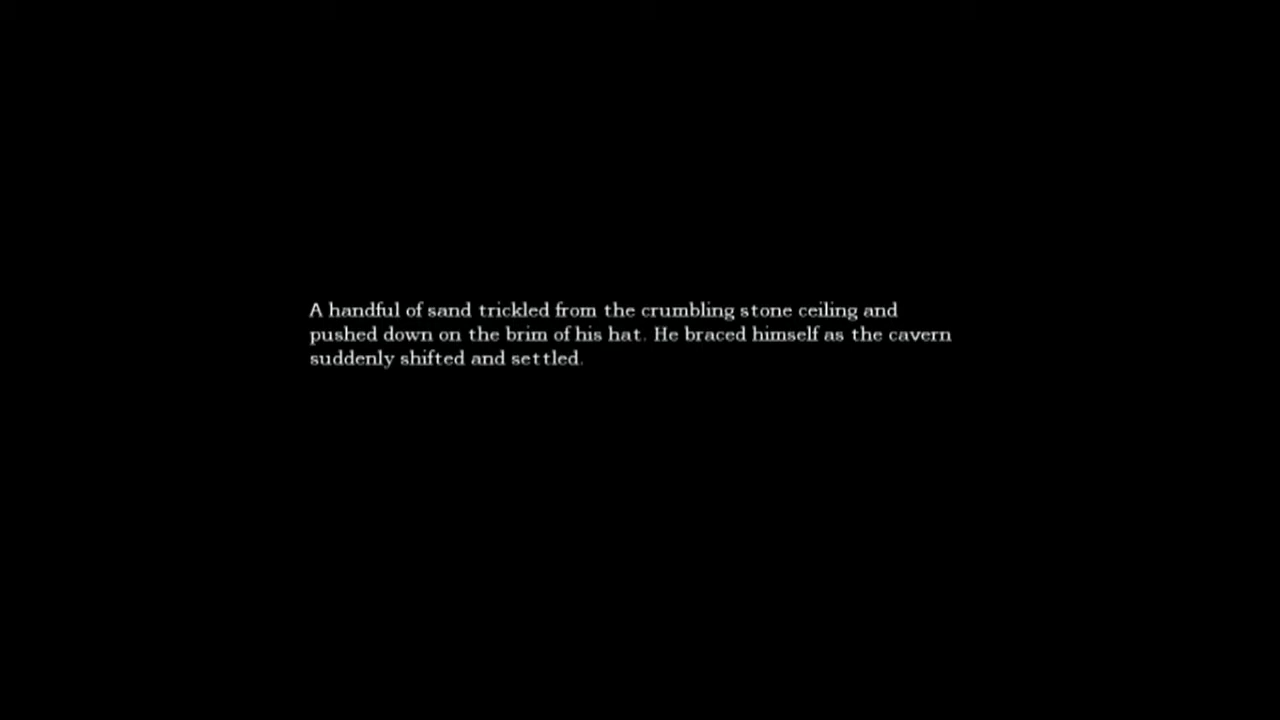 A handful of sand trickled from the crumbling stone ceiling and
pushed down on the brim of his hat. He braced himself as the cavern
suddenly shifted and settled.